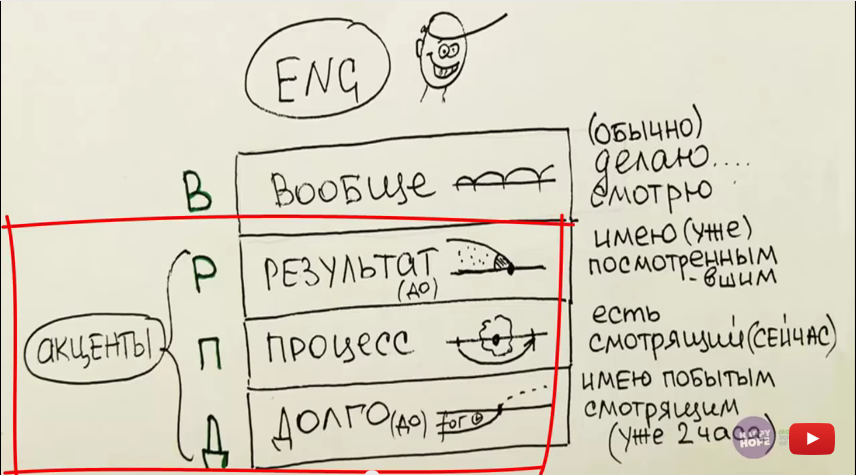 ENG
(ОБЫЧНО)
В ВООБЩЕ ДЕЛАЮ....
СМОТРЮ
Р РЕЗУЛЬТАТ (ДО) ИМЕЮ (УЖЕ)
ПОСМОТРЕННЫМ
-ВШИМ
АКЦЕНТЫ
П ПРОЦЕСС ЕСТЬ
СМОТРЯЩИЙ (СЕЙЧАС)
Д ДОЛГО (ДО) ИМЕЮ ПОБЫТЫМ
СМОТРЯЩИМ
(УЖЕ 2 ЧАСА)
HAPPY
HOPE